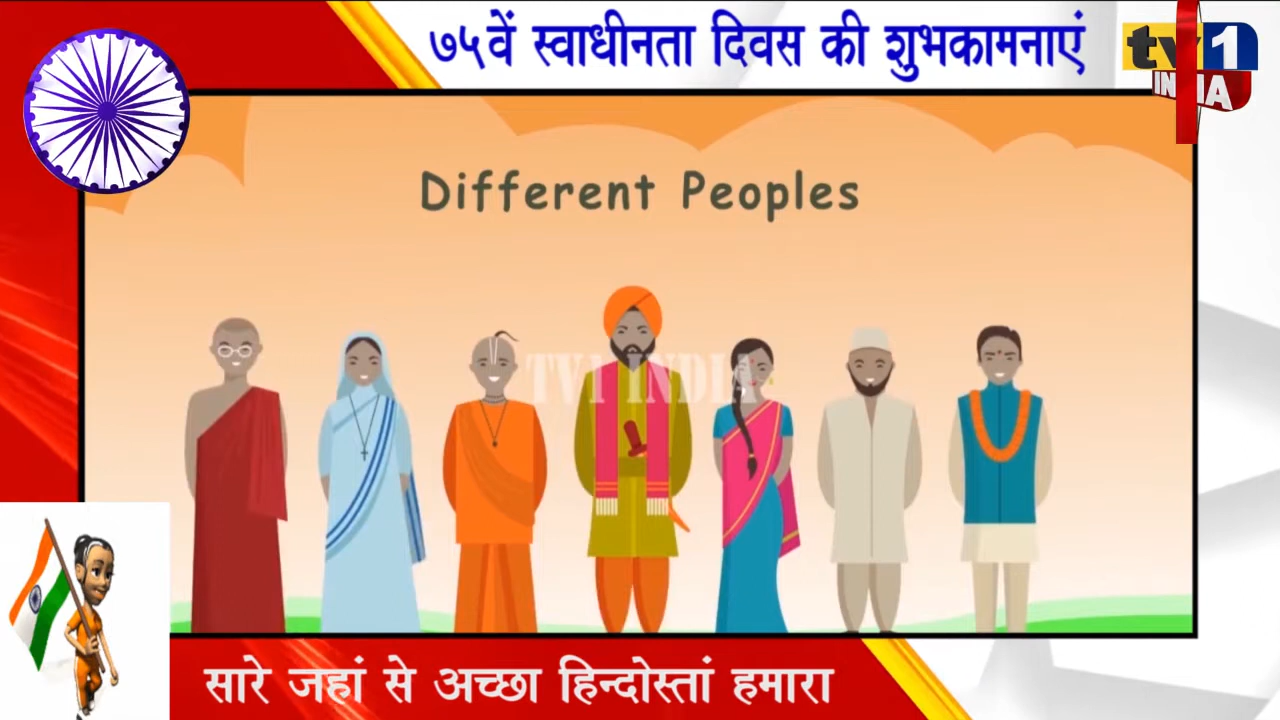 ७५वें स्वाधीनता दिवस की शुभकामनाएं
tv1
INDIA
Different Peoples
TV1 INDIA
सारे जहां से अच्छा हिन्दोस्तां हमारा